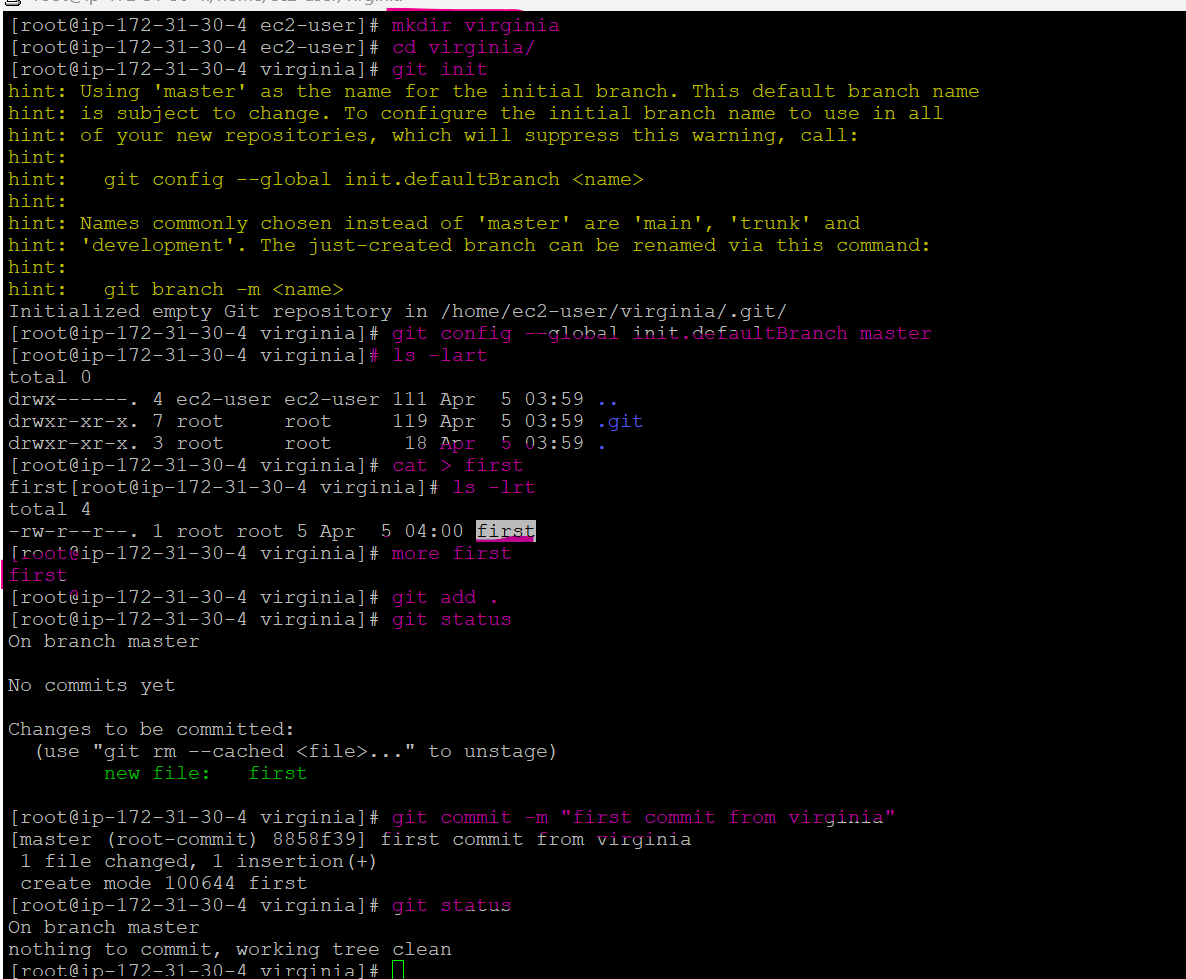 [root@ip-172-31-30-4 ec2-user]# mkdir virginia
[root@ip-172-31-30-4 ec2-user]# cd virginia/
[root@ip-172-31-30-4 virginia]# git init
hint: Using 'master' as the name for the initial branch. This default branch name
hint: is subject to change. To configure the initial branch name to use in all
hint: of your new repositories, which will suppress this warning, call:
hint:
hint:   git config --global init.defaultBranch <name>
hint:
hint: Names commonly chosen instead of 'master' are 'main', 'trunk' and
hint: 'development'. The just-created branch can be renamed via this command:
hint:
hint:   git branch -m <name>
Initialized empty Git repository in /home/ec2-user/virginia/.git/
[root@ip-172-31-30-4 virginia]# git config --global init.defaultBranch master
[root@ip-172-31-30-4 virginia]# ls -lart
total 0
drwx------. 4 ec2-user ec2-user 111 Apr  5 03:59 ..
drwxr-xr-x. 7 root     root     119 Apr  5 03:59 .git
drwxr-xr-x. 3 root     root      18 Apr  5 03:59 .
[root@ip-172-31-30-4 virginia]# cat > first
first[root@ip-172-31-30-4 virginia]# ls -lrt
total 4
-rw-r--r--. 1 root root 5 Apr  5 04:00 first
[root@ip-172-31-30-4 virginia]# more first
first
[root@ip-172-31-30-4 virginia]# git add .
[root@ip-172-31-30-4 virginia]# git status
On branch master
No commits yet
Changes to be committed:
  (use "git rm --cached <file>..." to unstage)
        new file:   first
[root@ip-172-31-30-4 virginia]# git commit -m "first commit from virginia"
[master (root-commit) 8858f39] first commit from virginia
 1 file changed, 1 insertion(+)
 create mode 100644 first
[root@ip-172-31-30-4 virginia]# git status
On branch master
nothing to commit, working tree clean
[root@ip-172-31-30-4 virginia]#